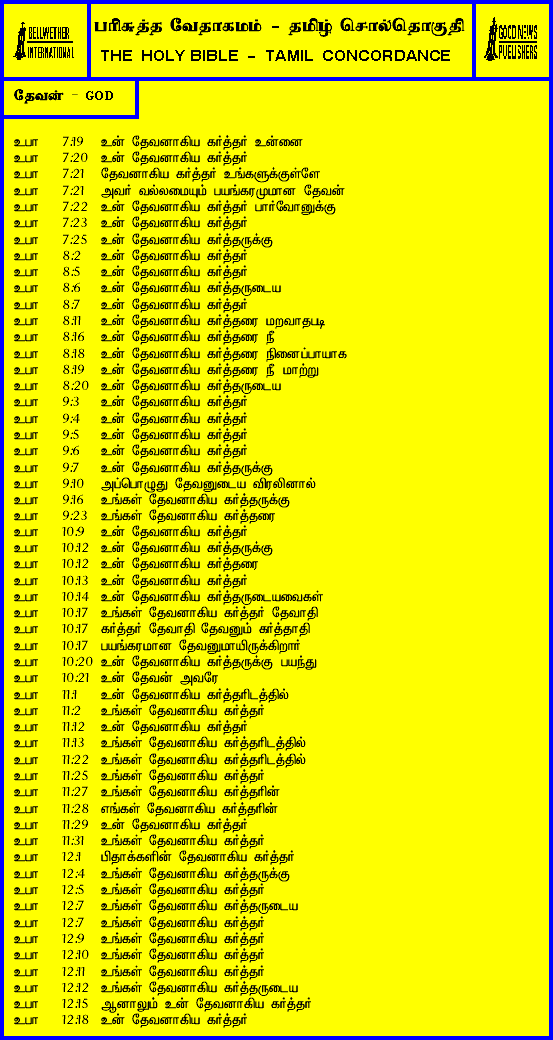 BELLWETHER INTERNATIONAL
பரிசுத்த வேதாகமம் - தமிழ் சொல்தொகுதி
THE HOLY BIBLE - TAMIL CONCORDANCE
GOOD NEWS PUBLISHERS
தேவன் - GOD
உபா 7:19 உன் தேவனாகிய கர்த்தர் உன்னை
உபா 7:20 உன் தேவனாகிய கர்த்தர்
உபா 7:21 தேவனாகிய கர்த்தர் உங்களுக்குள்ளே
உபா 7:21 அவர் வல்லமையும் பயங்கரமுமான தேவன்
உபா 7:22 உன் தேவனாகிய கர்த்தர் பார்வோனுக்கு
உபா 7:23 உன் தேவனாகிய கர்த்தர்
உபா 7:25 உன் தேவனாகிய கர்த்தருக்கு
உபா 8:2 உன் தேவனாகிய கர்த்தர்
உபா 8:5 உன் தேவனாகிய கர்த்தர்
உபா 8:6 உன் தேவனாகிய கர்த்தருடைய
உபா 8:7 உன் தேவனாகிய கர்த்தர்
உபா 8:11 உன் தேவனாகிய கர்த்தரை மறவாதபடி
உபா 8:16 உன் தேவனாகிய கர்த்தரை நீ
உபா 8:18 உன் தேவனாகிய கர்த்தரை நினைப்பாயாக
உபா 8:19 உன் தேவனாகிய கர்த்தரை நீ மாற்று
உபா 8:20 உன் தேவனாகிய கர்த்தருடைய
உபா 9:3 உன் தேவனாகிய கர்த்தர்
உபா 9:4 உன் தேவனாகிய கர்த்தர்
உபா 9:5 உன் தேவனாகிய கர்த்தர்
உபா 9:6 உன் தேவனாகிய கர்த்தர்
உபா 9:7 உன் தேவனாகிய கர்த்தருக்கு
உபா 9:10 அப்பொழுது தேவனுடைய விரலினால்
உபா 9:16 உங்கள் தேவனாகிய கர்த்தருக்கு
உபா 9:23 உங்கள் தேவனாகிய கர்த்தரை
உபா 10:9 உன் தேவனாகிய கர்த்தர்
உபா 10:12 உன் தேவனாகிய கர்த்தருக்கு
உபா 10:12 உன் தேவனாகிய கர்த்தரை
உபா 10:13 உன் தேவனாகிய கர்த்தர்
உபா 10:14 உன் தேவனாகிய கர்த்தருடையவைகள்
உபா 10:17 உங்கள் தேவனாகிய கர்த்தர் தேவாதி
உபா 10:17 கர்த்தர் தேவாதி தேவனும் கர்த்தாதி
உபா 10:17 பயங்கரமான தேவனுமாயிருக்கிறார்
உபா 10:20 உன் தேவனாகிய கர்த்தருக்கு பயந்து
உபா 10:21 உன் தேவன் அவரே
உபா 11:1 உன் தேவனாகிய கர்த்தரிடத்தில்
உபா 11:2 உங்கள் தேவனாகிய கர்த்தர்
உபா 11:12 உன் தேவனாகிய கர்த்தர்
உபா 11:13 உங்கள் தேவனாகிய கர்த்தரிடத்தில்
உபா 11:22 உங்கள் தேவனாகிய கர்த்தரிடத்தில்
உபா 11:25 உங்கள் தேவனாகிய கர்த்தர்
உபா 11:27 உங்கள் தேவனாகிய கர்த்தரின்
உபா 11:28 எங்கள் தேவனாகிய கர்த்தரின்
உபா 11:29 உன் தேவனாகிய கர்த்தர்
உபா 11:31 உங்கள் தேவனாகிய கர்த்தர்
உபா 12:1 பிதாக்களின் தேவனாகிய கர்த்தர்
உபா 12:4 உங்கள் தேவனாகிய கர்த்தருக்கு
உபா 12:5 உங்கள் தேவனாகிய கர்த்தர்
உபா 12:7 உங்கள் தேவனாகிய கர்த்தருடைய
உபா 12:7 உங்கள் தேவனாகிய கர்த்தர்
உபா 12:9 உங்கள் தேவனாகிய கர்த்தர்
உபா 12:10 உங்கள் தேவனாகிய கர்த்தர்
உபா 12:11 உங்கள் தேவனாகிய கர்த்தர்
உபா 12:12 உங்கள் தேவனாகிய கர்த்தருடைய
உபா 12:15 ஆனாலும் உன் தேவனாகிய கர்த்தர்
உபா 12:18 உன் தேவனாகிய கர்த்தர்